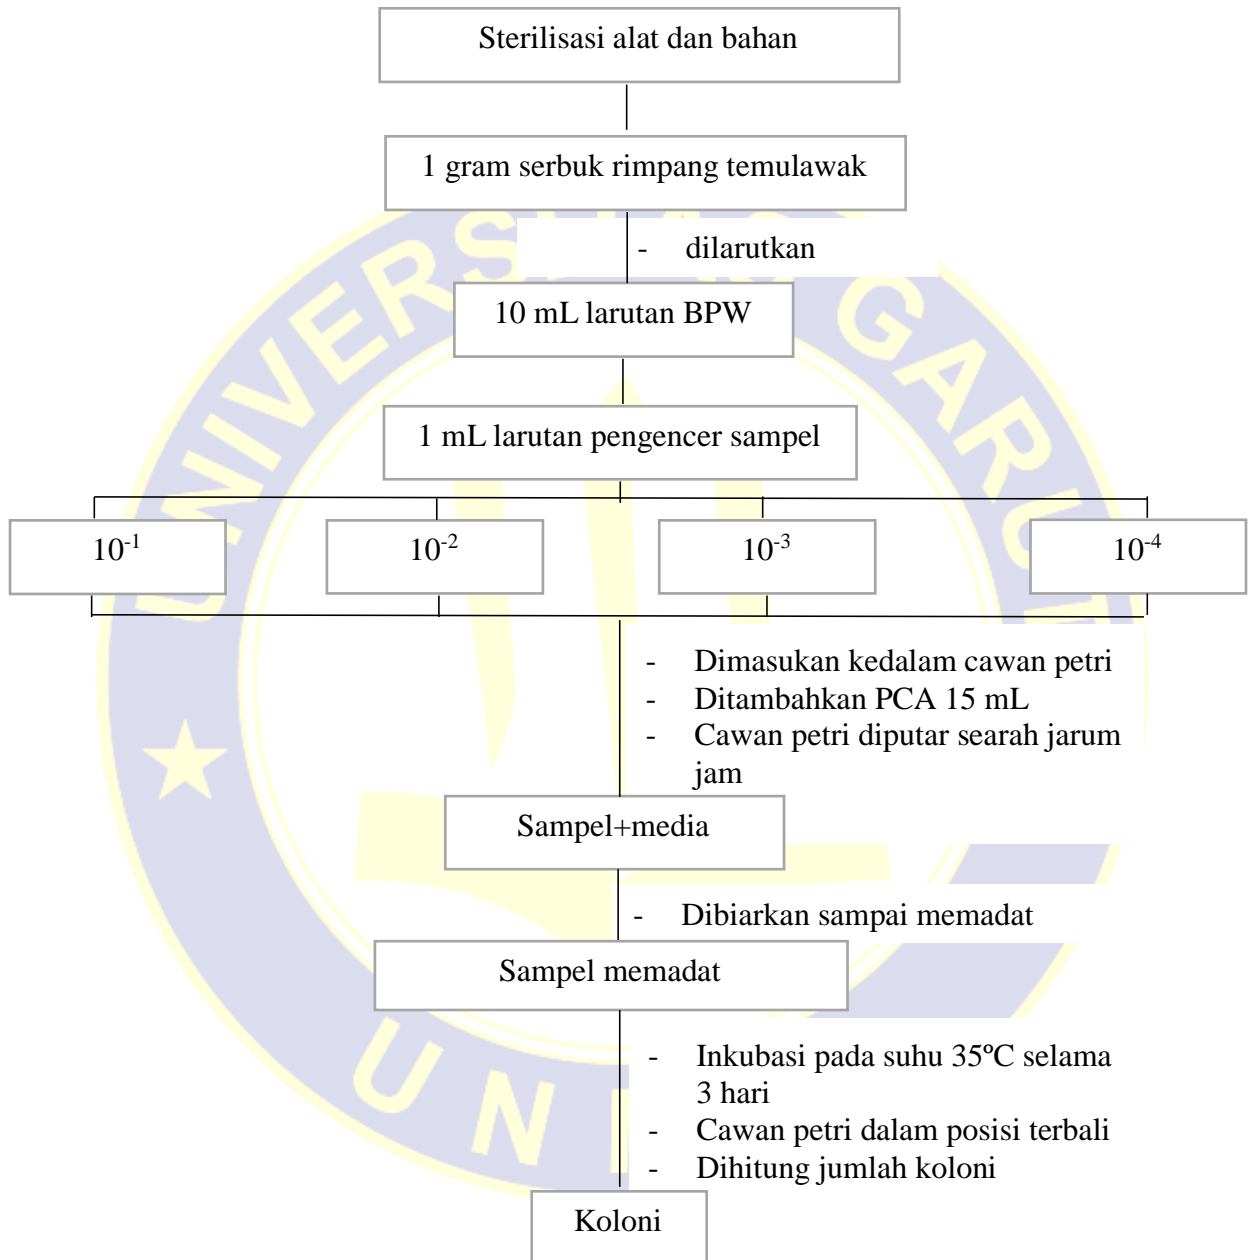 Sterilisasi alat dan bahan
1 gram serbuk rimpang temulawak
- dilarutkan
10 mL larutan BPW
1 mL larutan pengencer sampel
10⁻¹ 10⁻² 10⁻³ 10⁻⁴
- Dimasukan kedalam cawan petri
- Ditambahkan PCA 15 mL
- Cawan petri diputar searah jarum
jam
Sampel+media
- Dibiarkan sampai memadat
Sampel memadat
- Inkubasi pada suhu 35ºC selama
3 hari
- Cawan petri dalam posisi terbali
- Dihitung jumlah koloni
Koloni
UNIVERSITAS GARUT
UNI